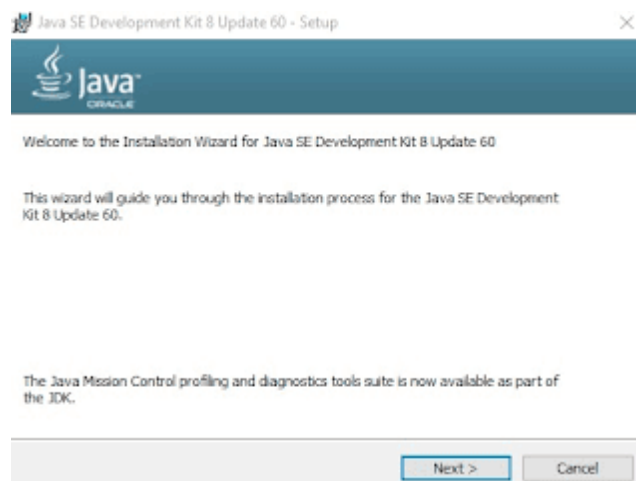 Java SE Development Kit 8 Update 60 - Setup
Java
ORACLE
Welcome to the Installation Wizard for Java SE Development Kit 8 Update 60
This wizard will guide you through the installation process for the Java SE Development
Kit 8 Update 60.
The Java Mission Control profiling and diagnostics tools suite is now available as part of
the JDK.
Next >
Cancel